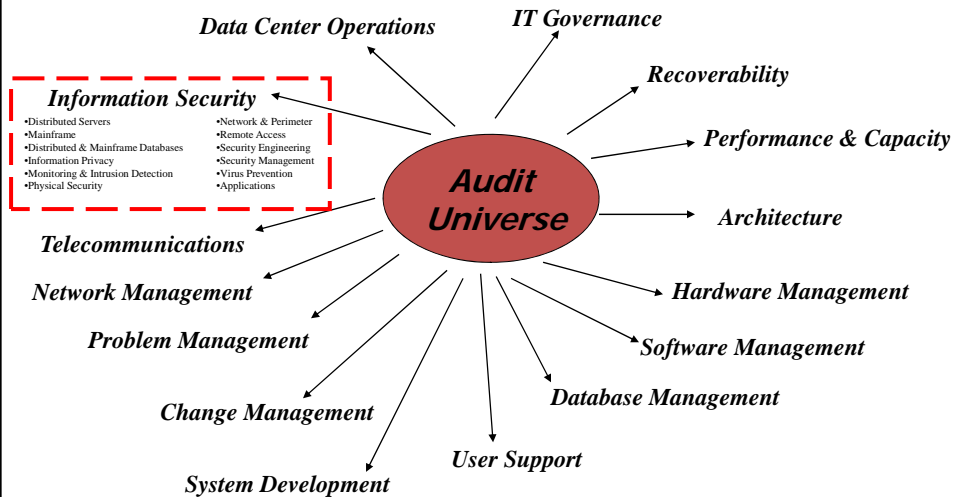 IT Governance
Data Center Operations
Recoverability
Information Security
•Distributed Servers
•Mainframe
•Distributed & Mainframe Databases
•Information Privacy
•Monitoring & Intrusion Detection
•Physical Security
•Network & Perimeter
•Remote Access
•Security Engineering
•Security Management
•Virus Prevention
•Applications
Performance & Capacity
Audit
Universe
Architecture
Telecommunications
Network Management
Hardware Management
Problem Management
Software Management
Database Management
Change Management
User Support
System Development